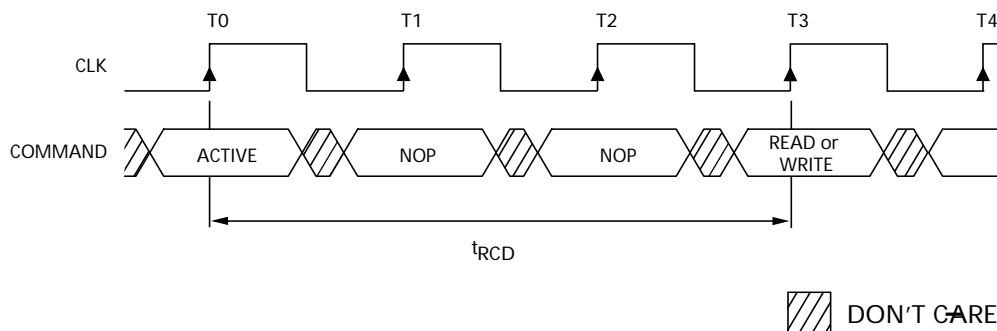 T0 T1 T2 T3 T4
CLK
COMMAND ACTIVE NOP NOP READ or
WRITE
tRCD
DON'T CARE